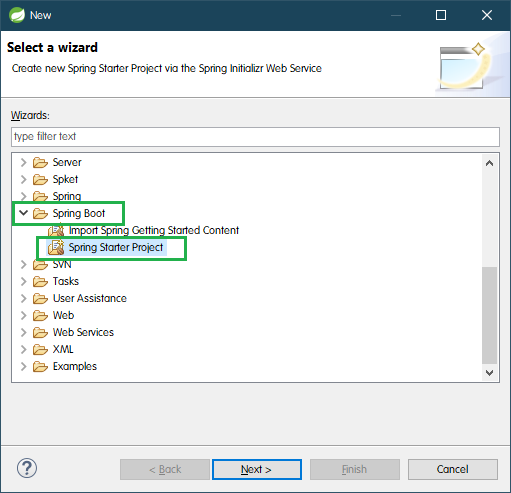 New
Select a wizard
Create new Spring Starter Project via the Spring Initializr Web Service
Wizards:
type filter text
Server
Spket
Spring
Spring Boot
Import Spring Getting Started Content
Spring Starter Project
SVN
Tasks
User Assistance
Web
Web Services
XML
Examples
? < Back Next > Finish Cancel